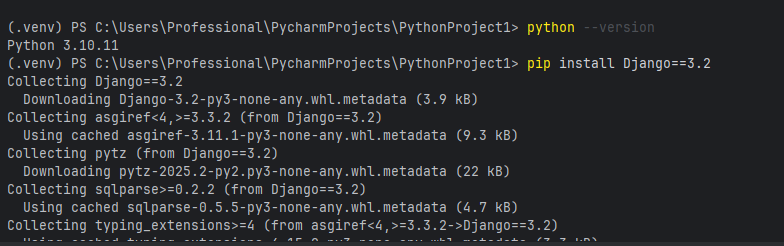 (.venv) PS C:\Users\Professional\PycharmProjects\PythonProject1> python --version
Python 3.10.11
(.venv) PS C:\Users\Professional\PycharmProjects\PythonProject1> pip install Django==3.2
Collecting Django==3.2
  Downloading Django-3.2-py3-none-any.whl.metadata (3.9 kB)
Collecting asgiref<4,>=3.3.2 (from Django==3.2)
  Using cached asgiref-3.11.1-py3-none-any.whl.metadata (9.3 kB)
Collecting pytz (from Django==3.2)
  Downloading pytz-2025.2-py2.py3-none-any.whl.metadata (22 kB)
Collecting sqlparse>=0.2.2 (from Django==3.2)
  Using cached sqlparse-0.5.5-py3-none-any.whl.metadata (4.7 kB)
Collecting typing_extensions>=4 (from asgiref<4,>=3.3.2->Django==3.2)
  Using cached typing_extensions-4.15.0-py3-none-any.whl.metadata (3.3 kB)